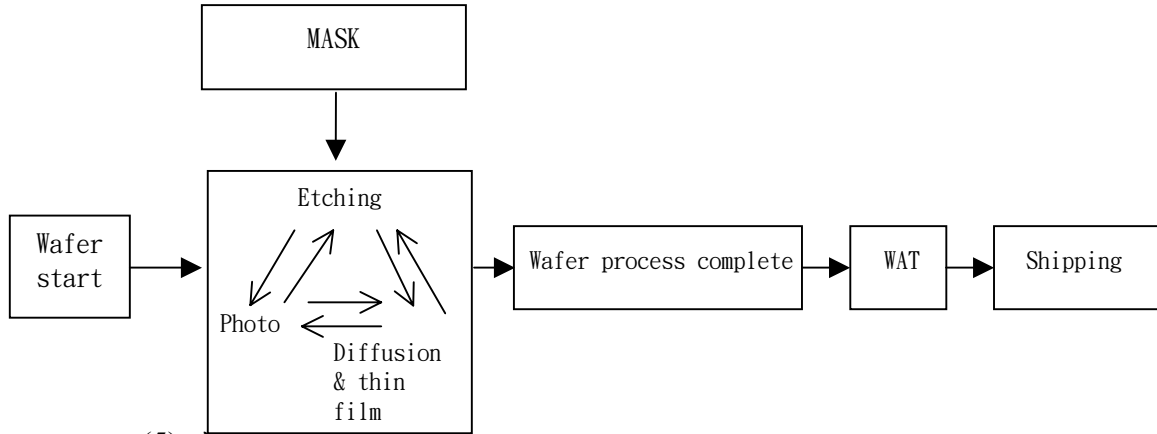 MASK
Etching
Wafer
start
Wafer process complete
WAT
Shipping
Photo
Diffusion
& thin
film